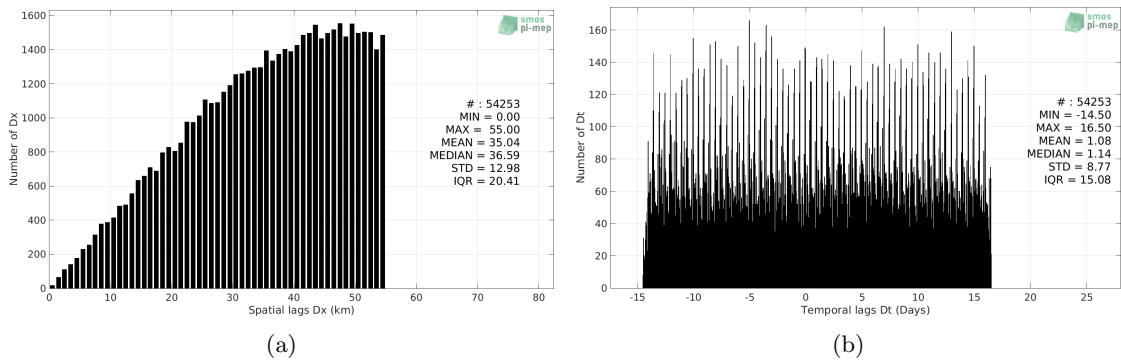 1600
1400
1200
1000
800
600
400
200
0
Number of Dx
smos
pi-mep
# : 54253
MIN = 0.00
MAX = 55.00
MEAN = 35.04
MEDIAN = 36.59
STD = 12.98
IQR = 20.41
0 10 20 30 40 50 60 70 80
Spatial lags Dx (km)
(a)
160
140
120
100
80
60
40
20
0
Number of Dt
smos
pi-mep
# : 54253
MIN = -14.50
MAX = 16.50
MEAN = 1.08
MEDIAN = 1.14
STD = 8.77
IQR = 15.08
-15 -10 -5 0 5 10 15 20 25
Temporal lags Dt (Days)
(b)